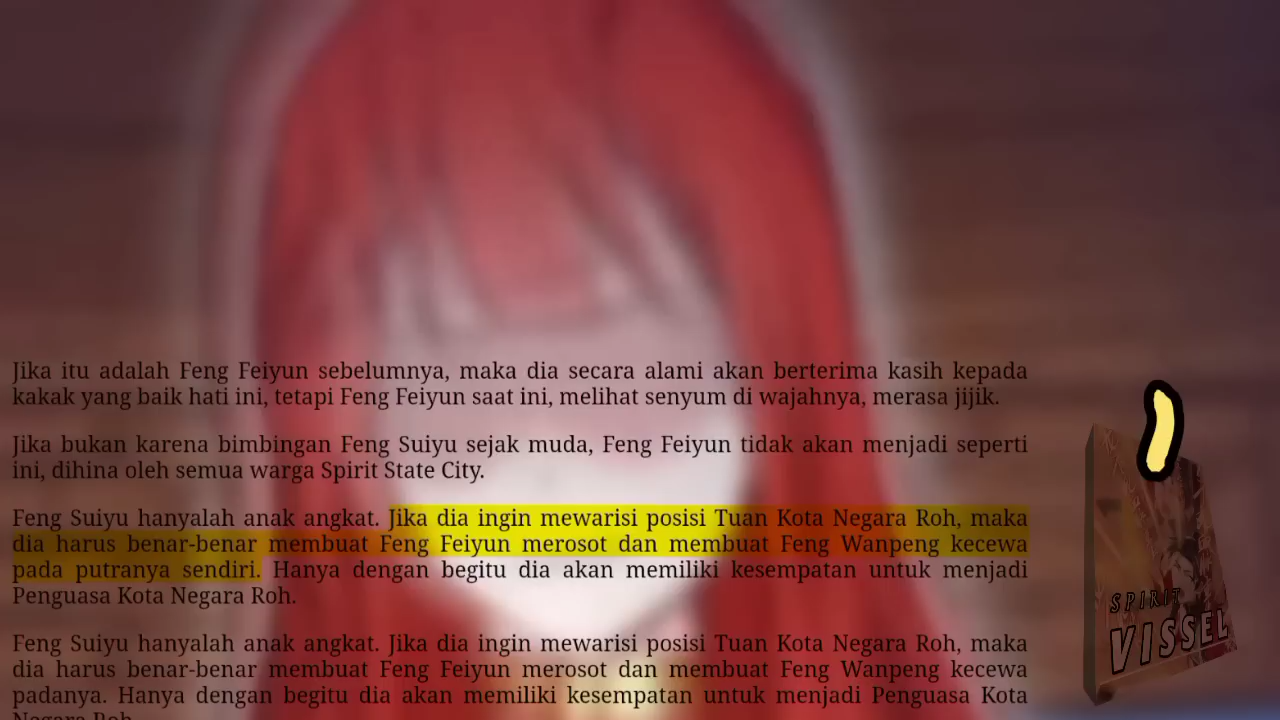 Jika itu adalah Feng Feiyun sebelumnya, maka dia secara alami akan berterima kasih kepada
kakak yang baik hati ini, tetapi Feng Feiyun saat ini, melihat senyum di wajahnya, merasa jijik.
Jika bukan karena bimbingan Feng Suiyu sejak muda, Feng Feiyun tidak akan menjadi seperti
ini, dihina oleh semua warga Spirit State City.
Feng Suiyu hanyalah anak angkat. Jika dia ingin mewarisi posisi Tuan Kota Negara Roh, maka
dia harus benar-benar membuat Feng Feiyun merosot dan membuat Feng Wanpeng kecewa
pada putranya sendiri. Hanya dengan begitu dia akan memiliki kesempatan untuk menjadi
Penguasa Kota Negara Roh.
Feng Suiyu hanyalah anak angkat. Jika dia ingin mewarisi posisi Tuan Kota Negara Roh, maka
dia harus benar-benar membuat Feng Feiyun merosot dan membuat Feng Wanpeng kecewa
padanya. Hanya dengan begitu dia akan memiliki kesempatan untuk menjadi Penguasa Kota
Negara Roh.
SPIRIT
VISSEL